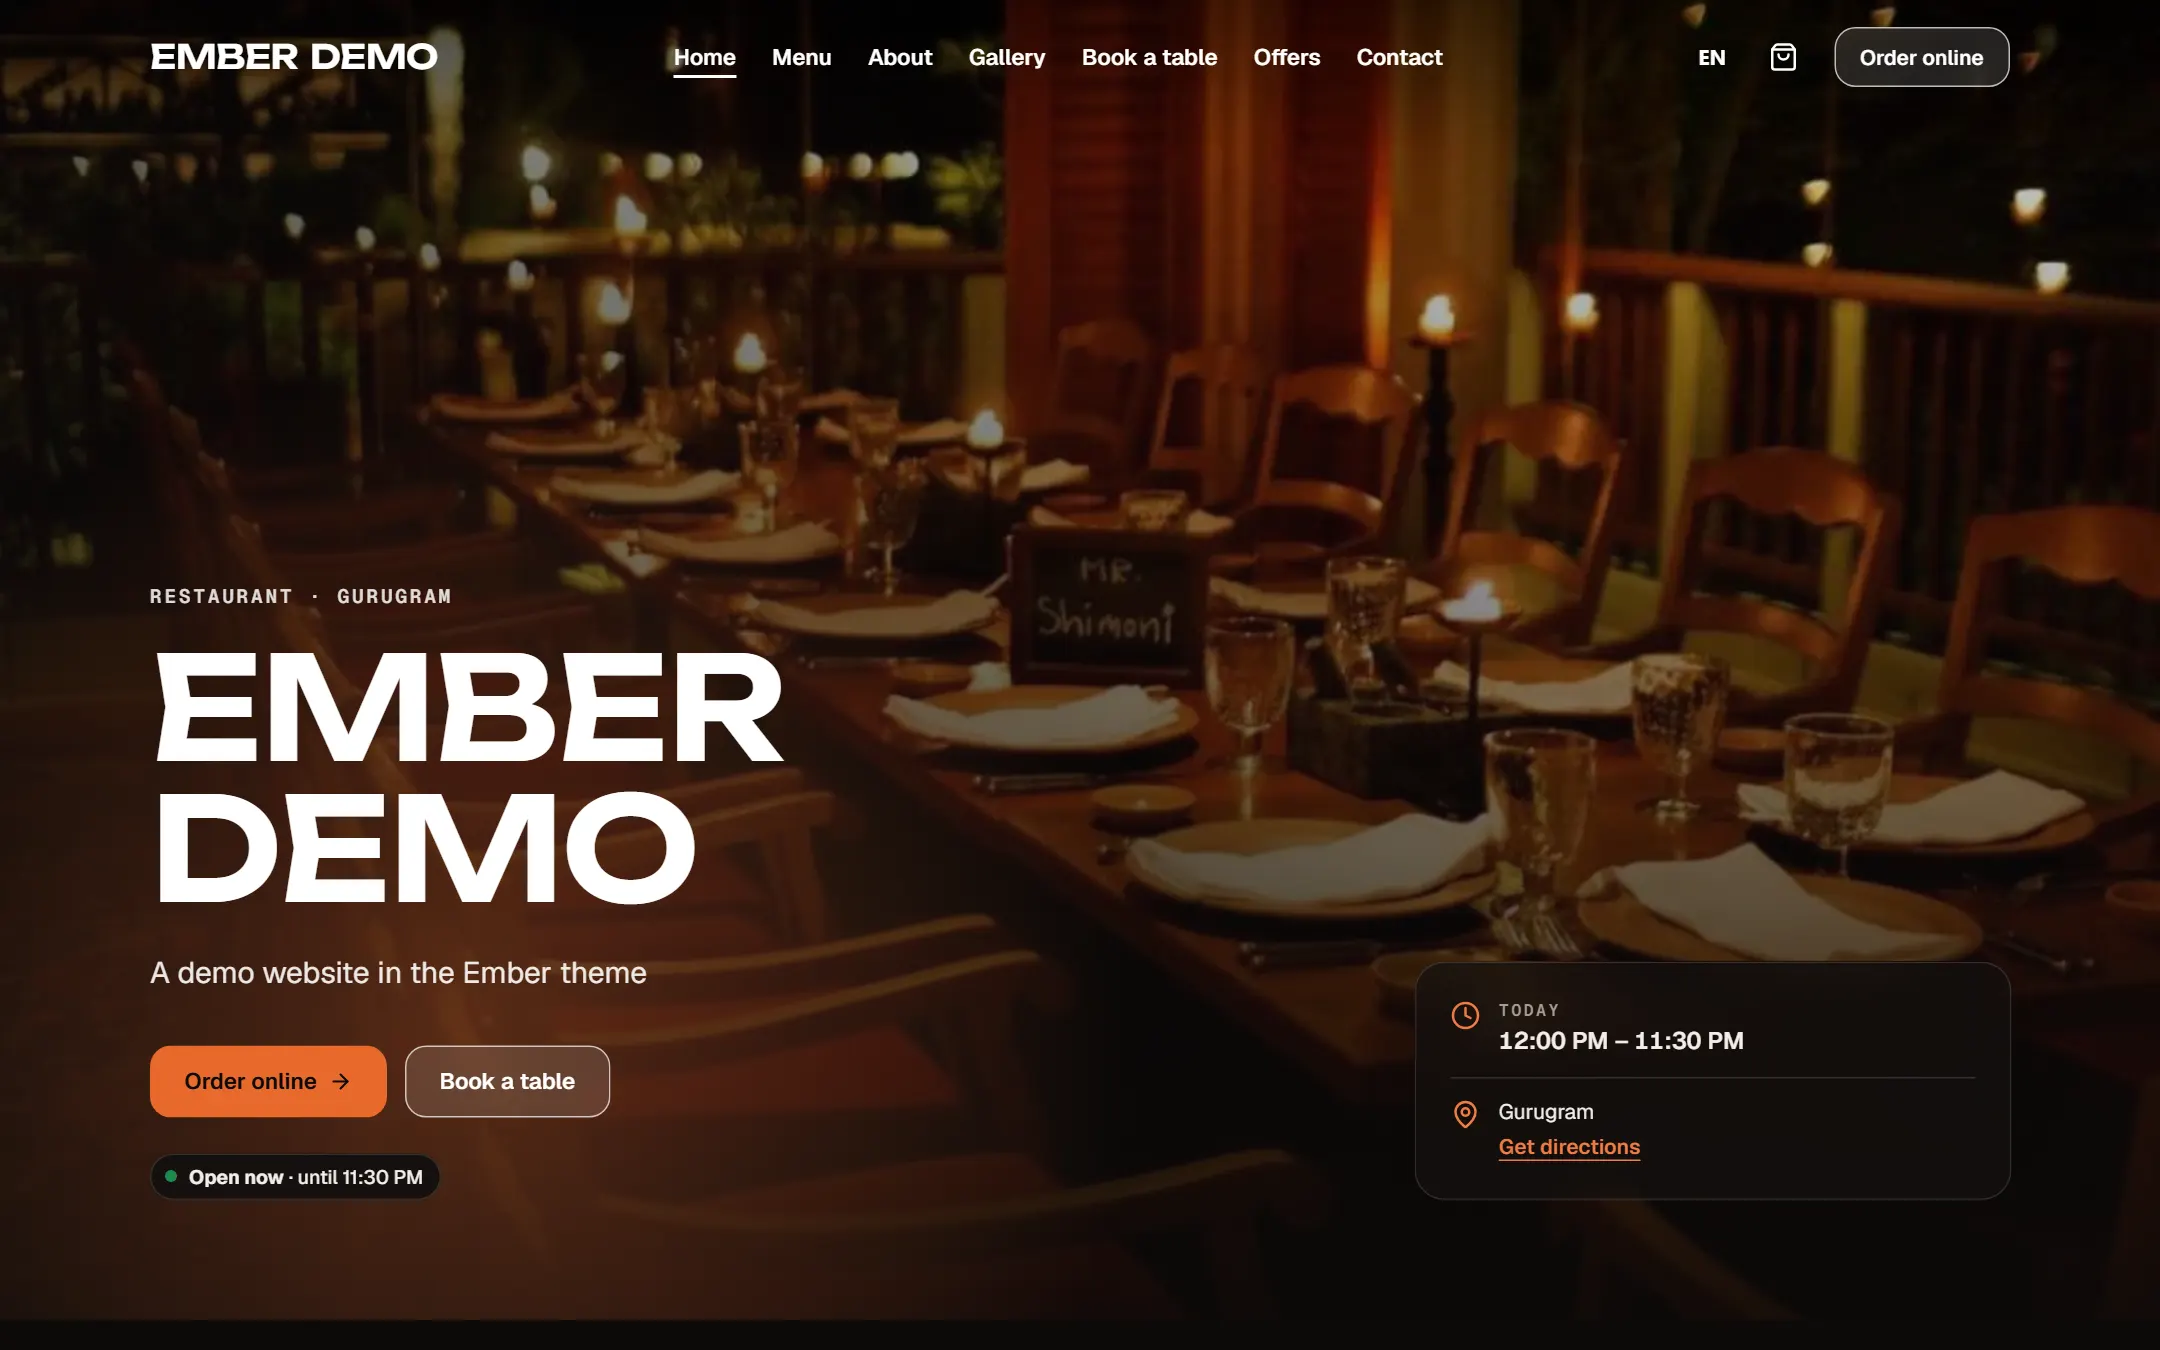 EMBER DEMO
Home Menu About Gallery Book a table Offers Contact
EN
Order online
MR.
Shimoni
RESTAURANT · GURUGRAM
EMBER
DEMO
A demo website in the Ember theme
Order online →
Book a table
Open now · until 11:30 PM
TODAY
12:00 PM – 11:30 PM
Gurugram
Get directions